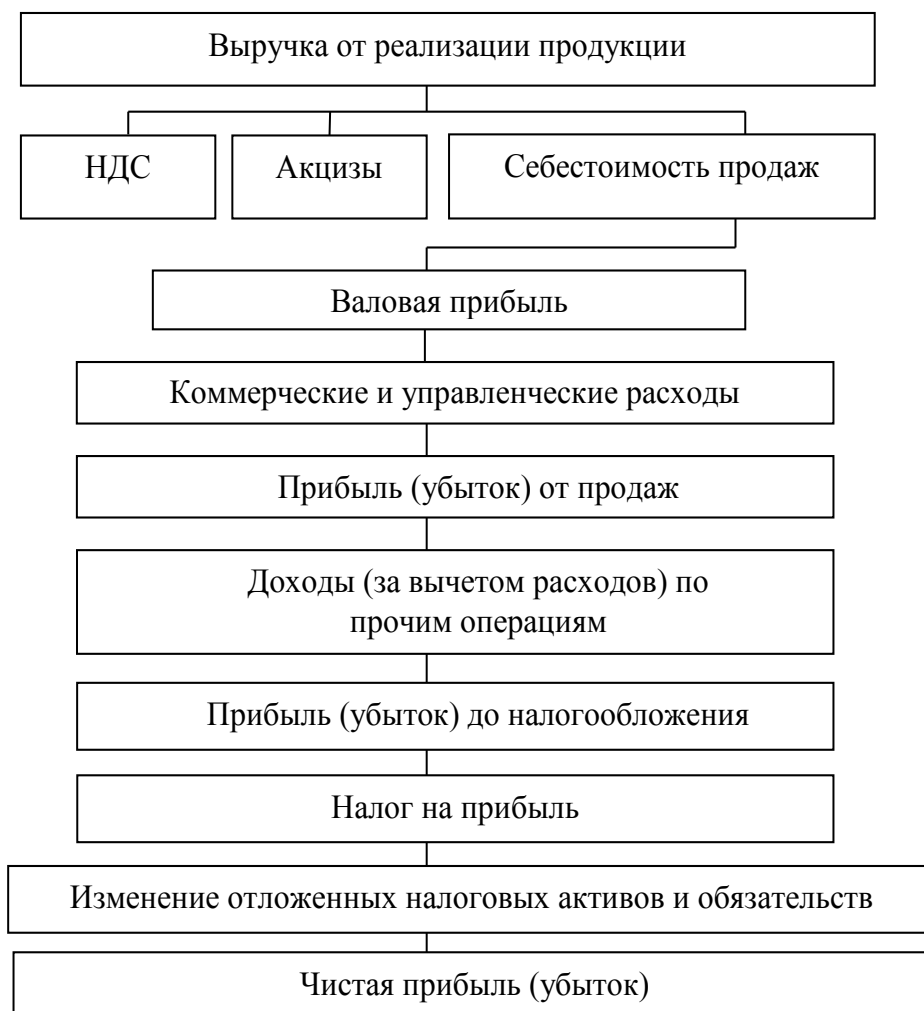 Выручка от реализации продукции
НДС
Акцизы
Себестоимость продаж
Валовая прибыль
Коммерческие и управленческие расходы
Прибыль (убыток) от продаж
Доходы (за вычетом расходов) по
прочим операциям
Прибыль (убыток) до налогообложения
Налог на прибыль
Изменение отложенных налоговых активов и обязательств
Чистая прибыль (убыток)